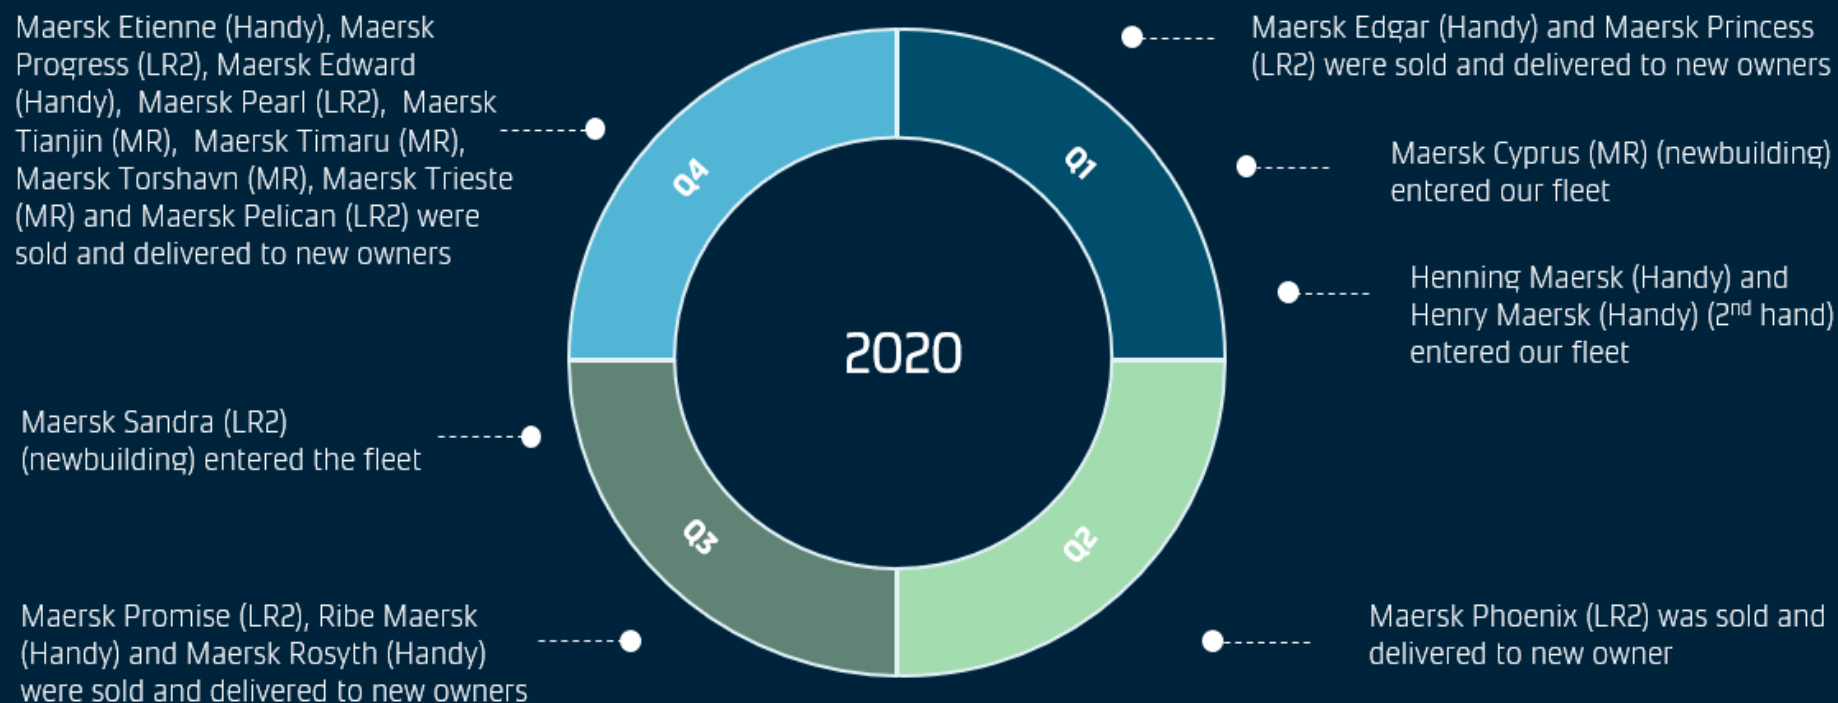 Maersk Etienne (Handy), Maersk
Progress (LR2), Maersk Edward
(Handy), Maersk Pearl (LR2), Maersk
Tianjin (MR), Maersk Timaru (MR),
Maersk Torshavn (MR), Maersk Trieste
(MR) and Maersk Pelican (LR2) were
sold and delivered to new owners
Maersk Edgar (Handy) and Maersk Princess
(LR2) were sold and delivered to new owners
Maersk Cyprus (MR) (newbuilding)
entered our fleet
Henning Maersk (Handy) and
Henry Maersk (Handy) (2nd hand)
entered our fleet
Q4
Q1
2020
Q3
Q2
Maersk Sandra (LR2)
(newbuilding) entered the fleet
Maersk Promise (LR2), Ribe Maersk
(Handy) and Maersk Rosyth (Handy)
were sold and delivered to new owners
Maersk Phoenix (LR2) was sold and
delivered to new owner